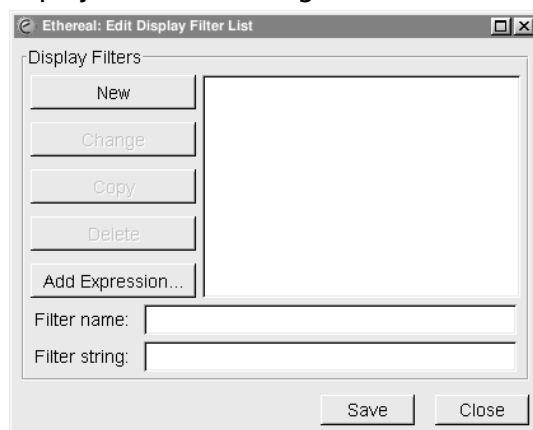 Ethereal: Edit Display Filter List
Display Filters
New
Change
Copy
Delete
Add Expression...
Filter name:
Filter string:
Save Close